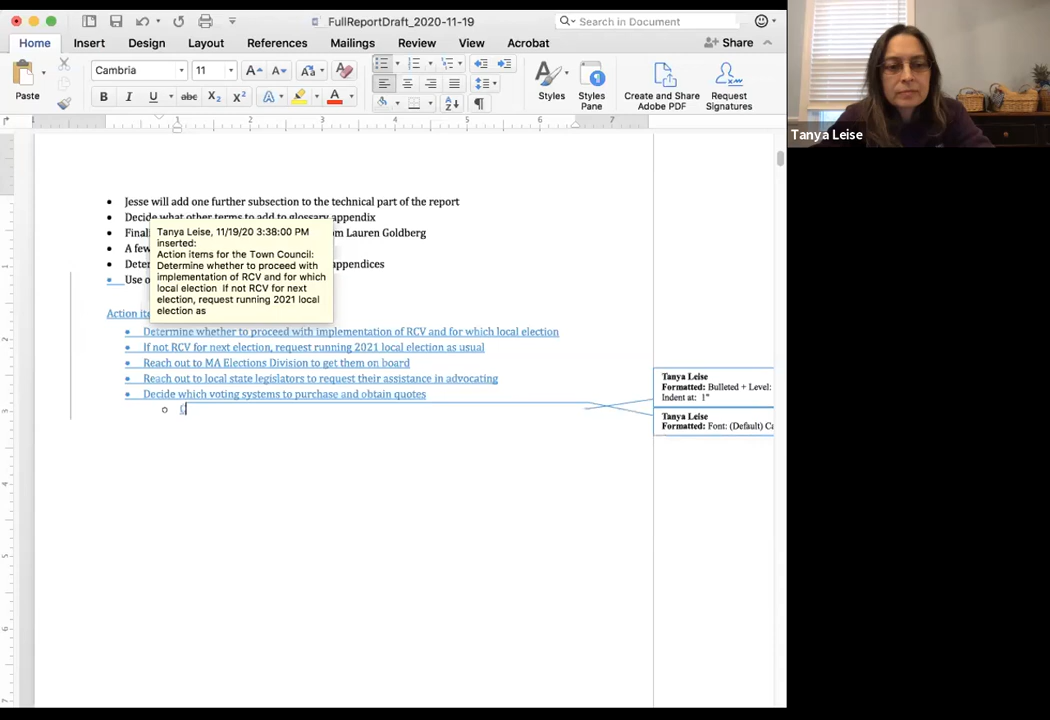 FullReportDraft_2020-11-19
Search in Document
Home Insert Design Layout References Mailings Review View Acrobat Share
Paste
Cambria 11
Styles
Styles Pane
Create and Share Adobe PDF
Request Signatures
1 1 2 3 4 5 6 7
Tanya Leise
Jesse will add one further subsection to the technical part of the report
Decide what other terms to add to glossary appendix
Lauren Goldberg
A few
appendices
Use
Tanya Leise, 11/19/20 3:38:00 PM
inserted:
Action items for the Town Council:
Determine whether to proceed with
implementation of RCV and for which
local election If not RCV for next
election, request running 2021 local
election as
Action
Determine whether to proceed with implementation of RCV and for which local election
If not RCV for next election, request running 2021 local election as usual
Reach out to MA Elections Division to get them on board
Reach out to local state legislators to request their assistance in advocating
Decide which voting systems to purchase and obtain quotes
Tanya Leise
Formatted: Bulleted + Level:
Indent at: 1"
Tanya Leise
Formatted: Font: (Default) Ca